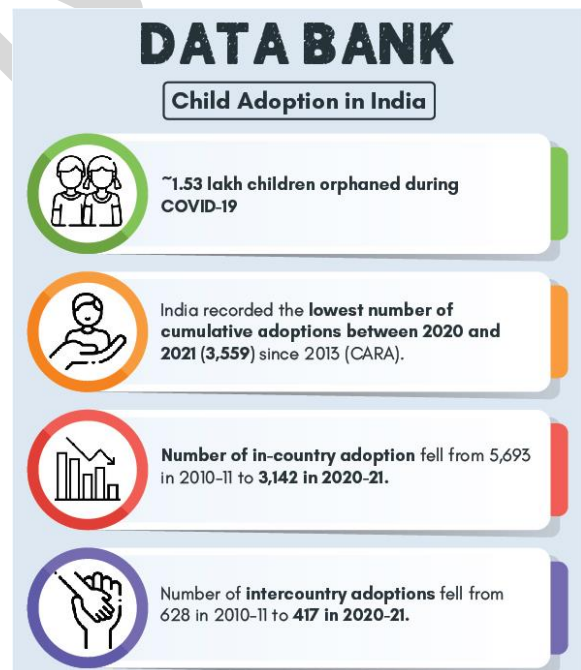 DATA BANK
Child Adoption in India
~1.53 lakh children orphaned during
COVID-19
India recorded the lowest number of
cumulative adoptions between 2020 and
2021 (3,559) since 2013 (CARA).
Number of in-country adoption fell from 5,693
in 2010-11 to 3,142 in 2020-21.
Number of intercountry adoptions fell from
628 in 2010-11 to 417 in 2020-21.